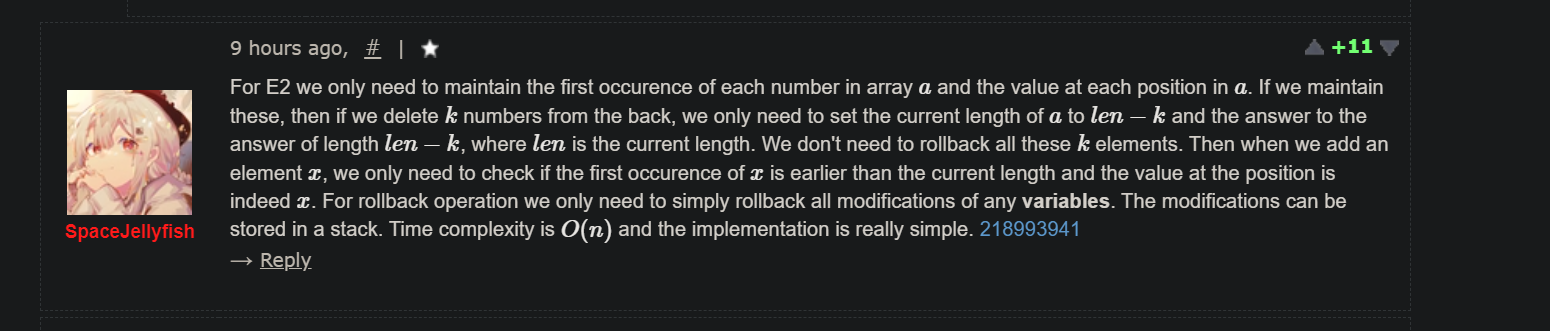 9 hours ago, # | ★
+11
For E2 we only need to maintain the first occurence of each number in array a and the value at each position in a. If we maintain
these, then if we delete k numbers from the back, we only need to set the current length of a to len − k and the answer to the
answer of length len − k, where len is the current length. We don't need to rollback all these k elements. Then when we add an
element x, we only need to check if the first occurence of x is earlier than the current length and the value at the position is
indeed x. For rollback operation we only need to simply rollback all modifications of any variables. The modifications can be
stored in a stack. Time complexity is O(n) and the implementation is really simple. 218993941
SpaceJellyfish
→ Reply